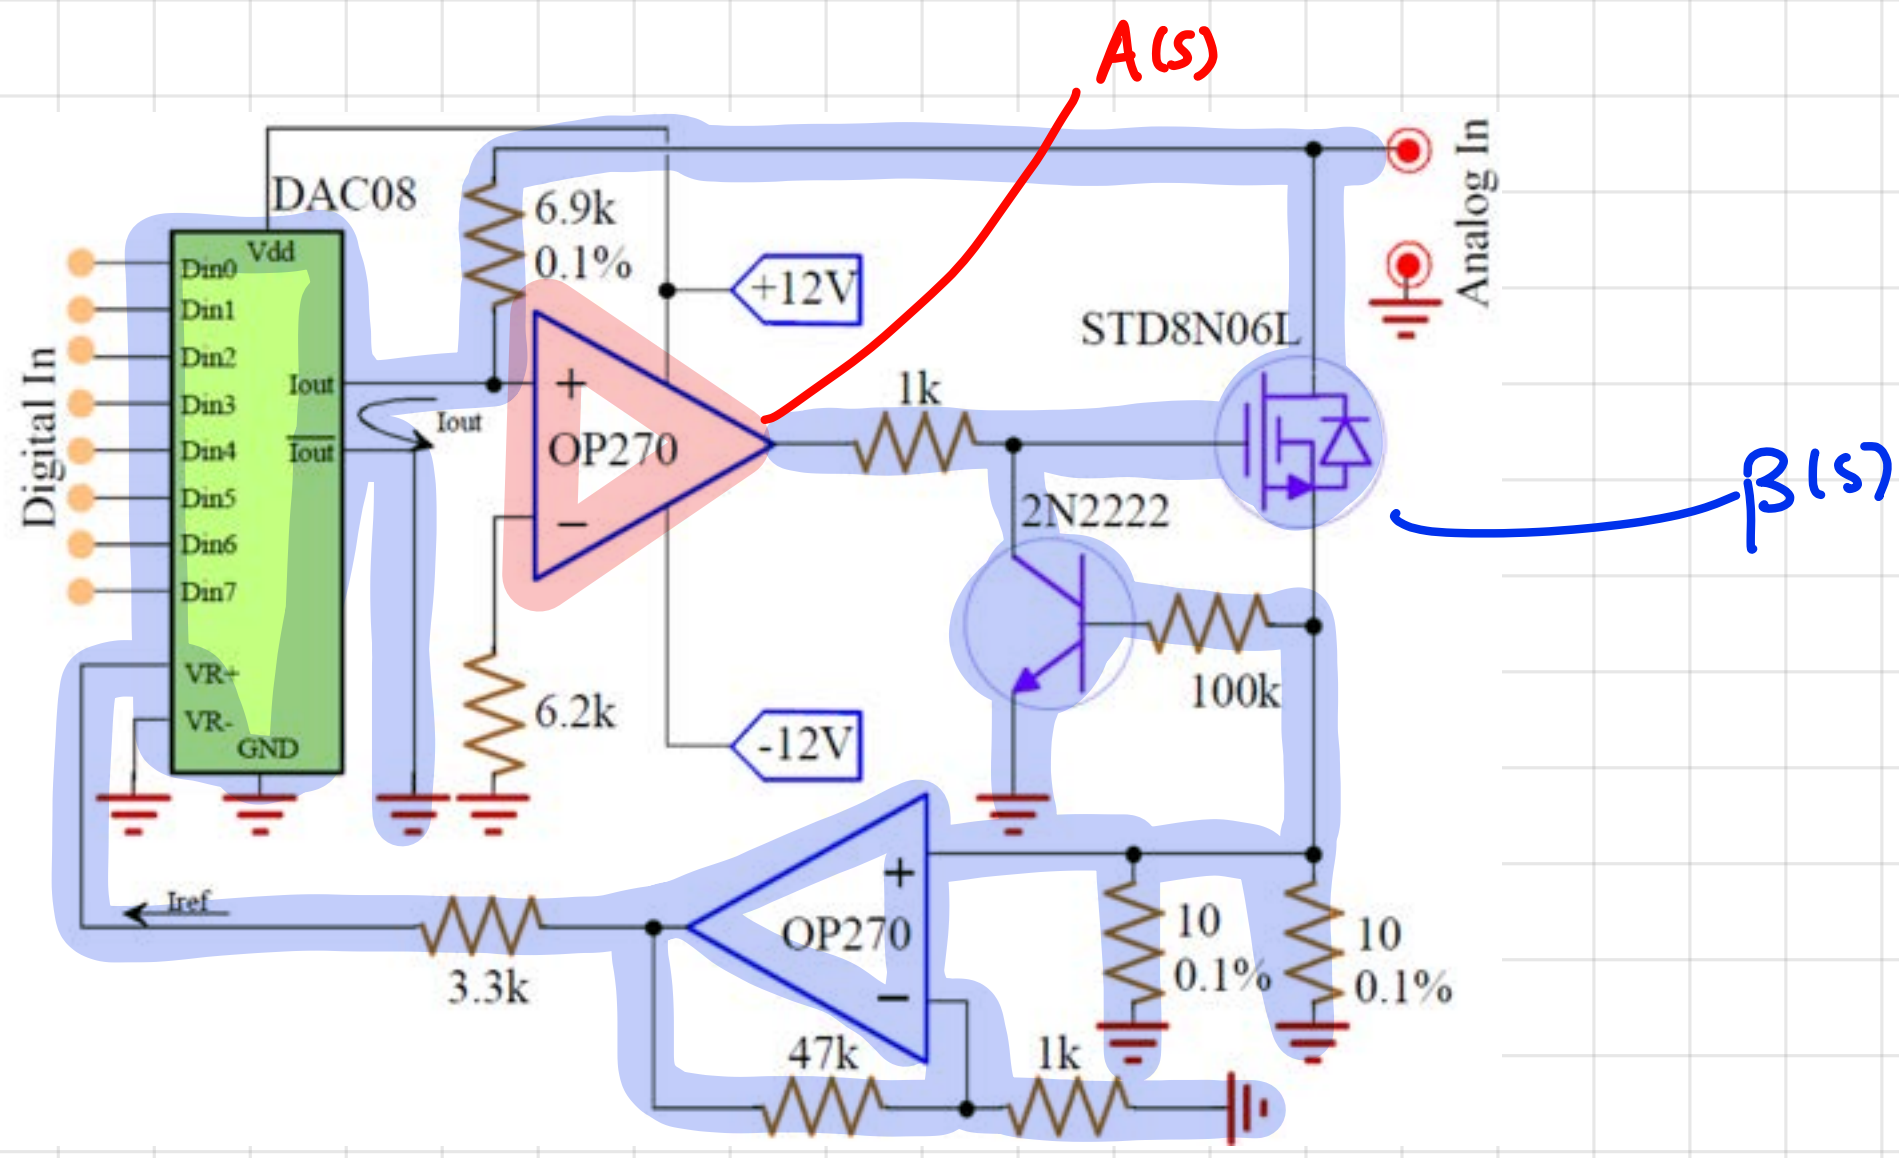 A(s)
DAC08
Vdd
6.9k
0.1%
+12V
Analog In
STD8N06L
Digital In
Din0
Din1
Din2
Din3
Din4
Din5
Din6
Din7
Iout
Iout
Iout
VR+
VR-
GND
+
OP270
−
1k
2N2222
β(s)
100k
6.2k
-12V
Iref
3.3k
+
OP270
−
10
0.1%
10
0.1%
47k
1k